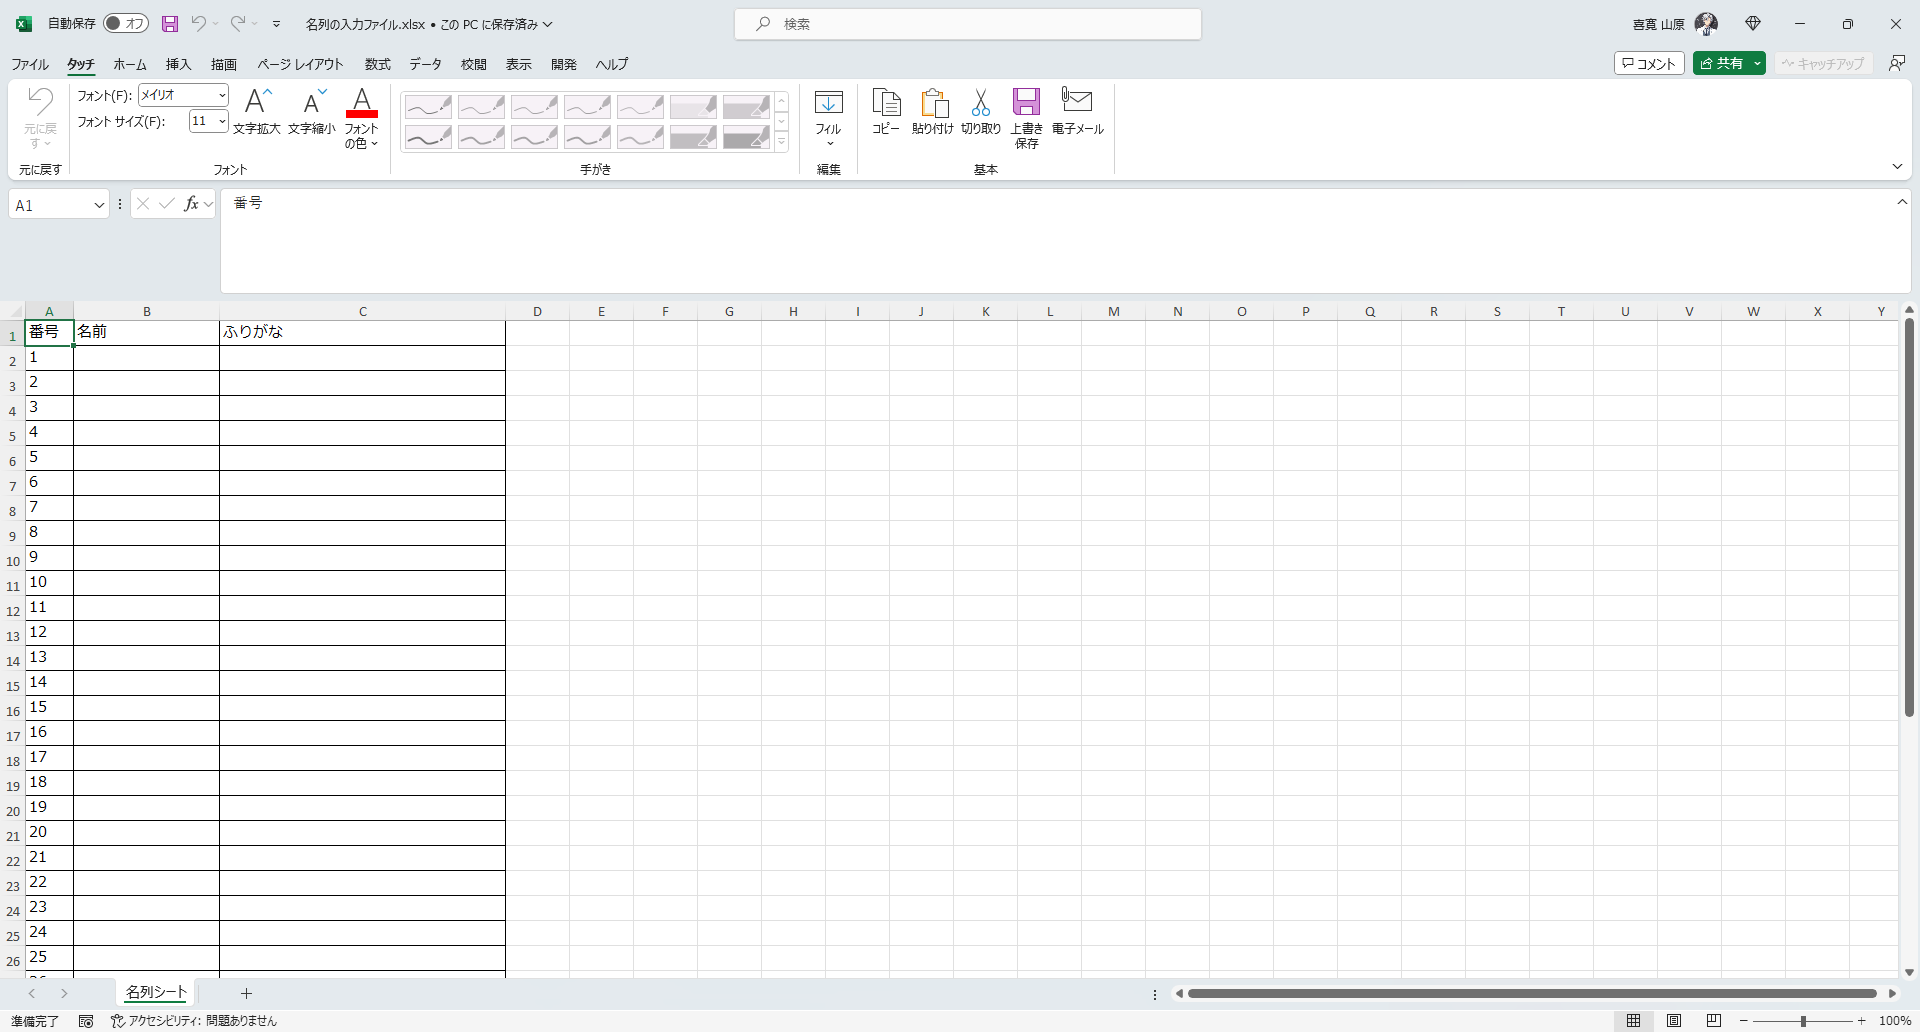 自動保存 オフ 名列の入力ファイル.xlsx • この PC に保存済み 検索 喜寛 山原
ファイル タッチ ホーム 挿入 描画 ページ レイアウト 数式 データ 校閲 表示 開発 ヘルプ コメント 共有 キャッチアップ
フォント(F): メイリオ
フォント サイズ(F): 11
元に戻す
文字拡大 文字縮小 フォントの色
フィル
コピー 貼り付け 切り取り 上書き保存 電子メール
元に戻す フォント 手がき 編集 基本
A1 fx 番号
A B C D E F G H I J K L M N O P Q R S T U V W X Y
1 番号 名前 ふりがな
2 1
3 2
4 3
5 4
6 5
7 6
8 7
9 8
10 9
11 10
12 11
13 12
14 13
15 14
16 15
17 16
18 17
19 18
20 19
21 20
22 21
23 22
24 23
25 24
26 25
名列シート
準備完了 アクセシビリティ: 問題ありません 100%